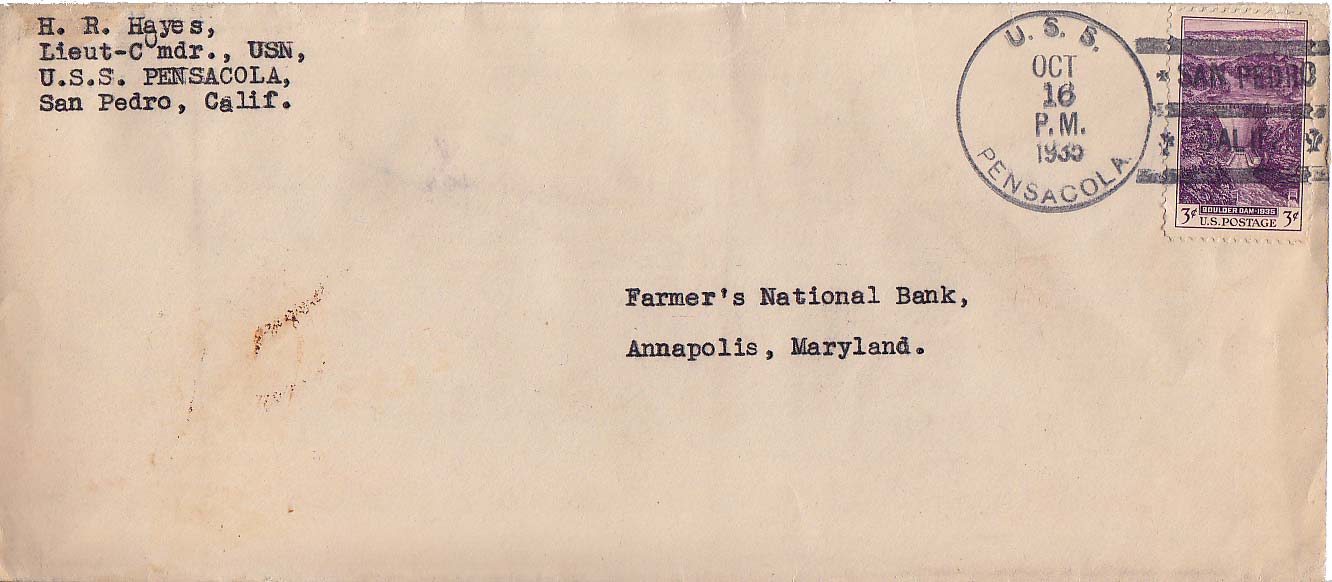 H. R. Hayes,
Lieut-Comdr., USN,
U.S.S. PENSACOLA,
San Pedro, Calif.
U. S. S.
OCT
16
P. M.
1935
PENSACOLA
SAN PEDRO
CALIF.
3¢ BOULDER DAM-1935 3¢
U.S. POSTAGE
Farmer's National Bank,
Annapolis, Maryland.